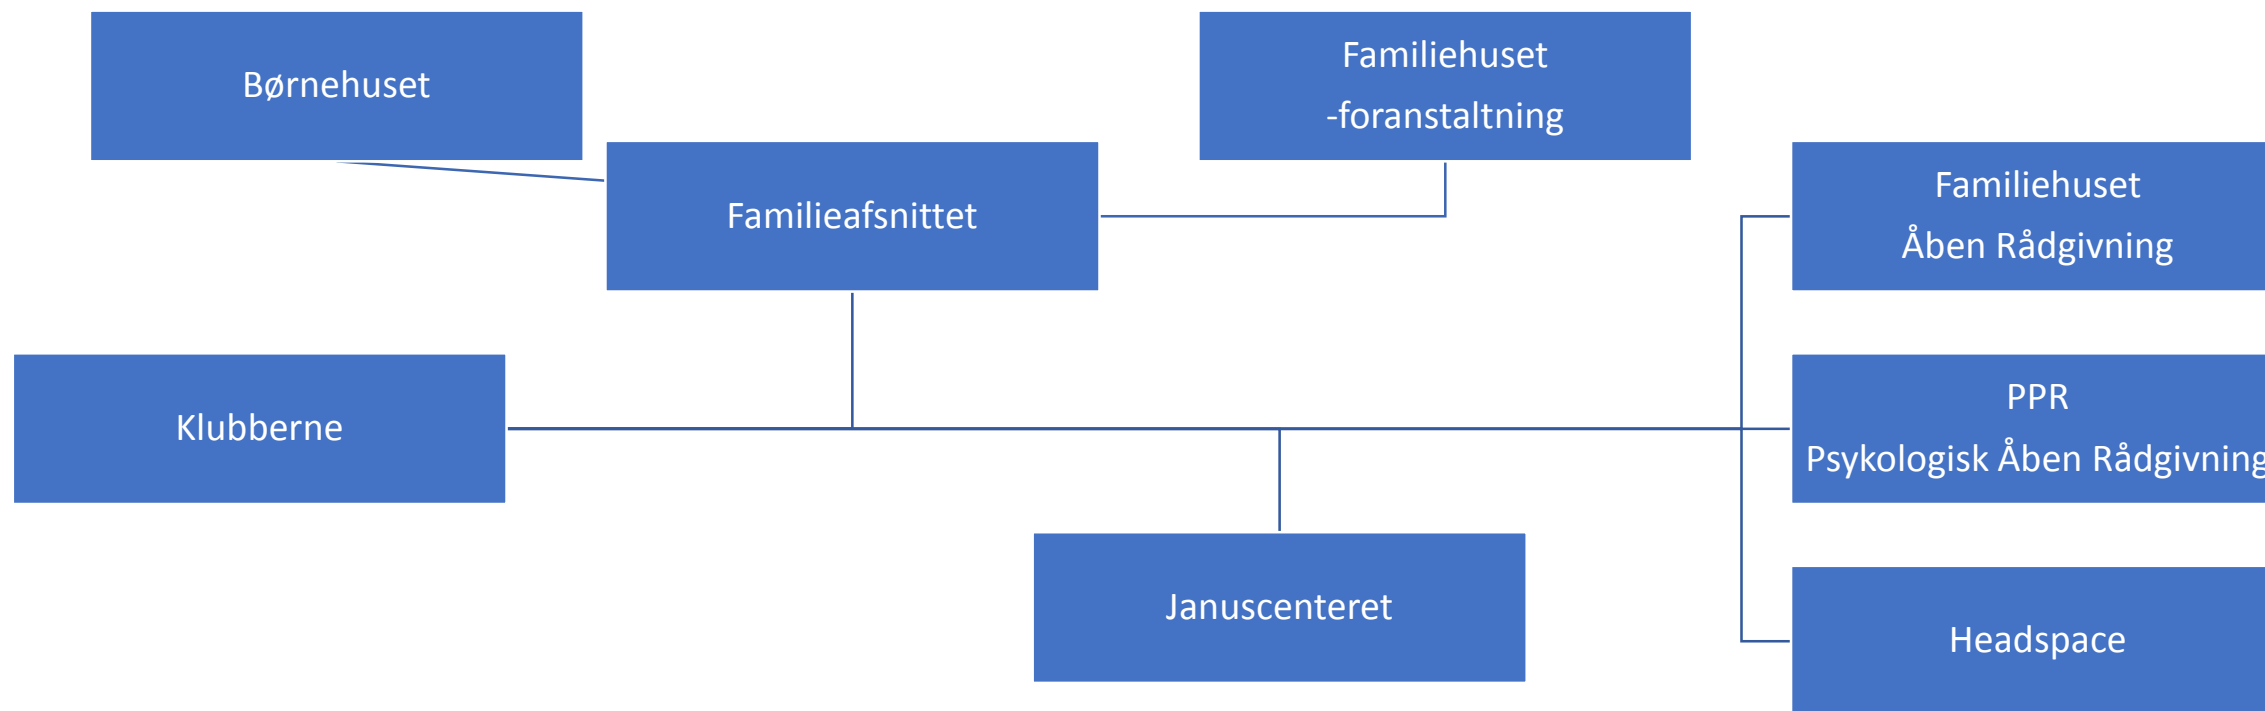 Børnehuset
Familiehuset
-foranstaltning
Familieafsnittet
Familiehuset
Åben Rådgivning
Klubberne
PPR
Psykologisk Åben Rådgivning
Januscenteret
Headspace